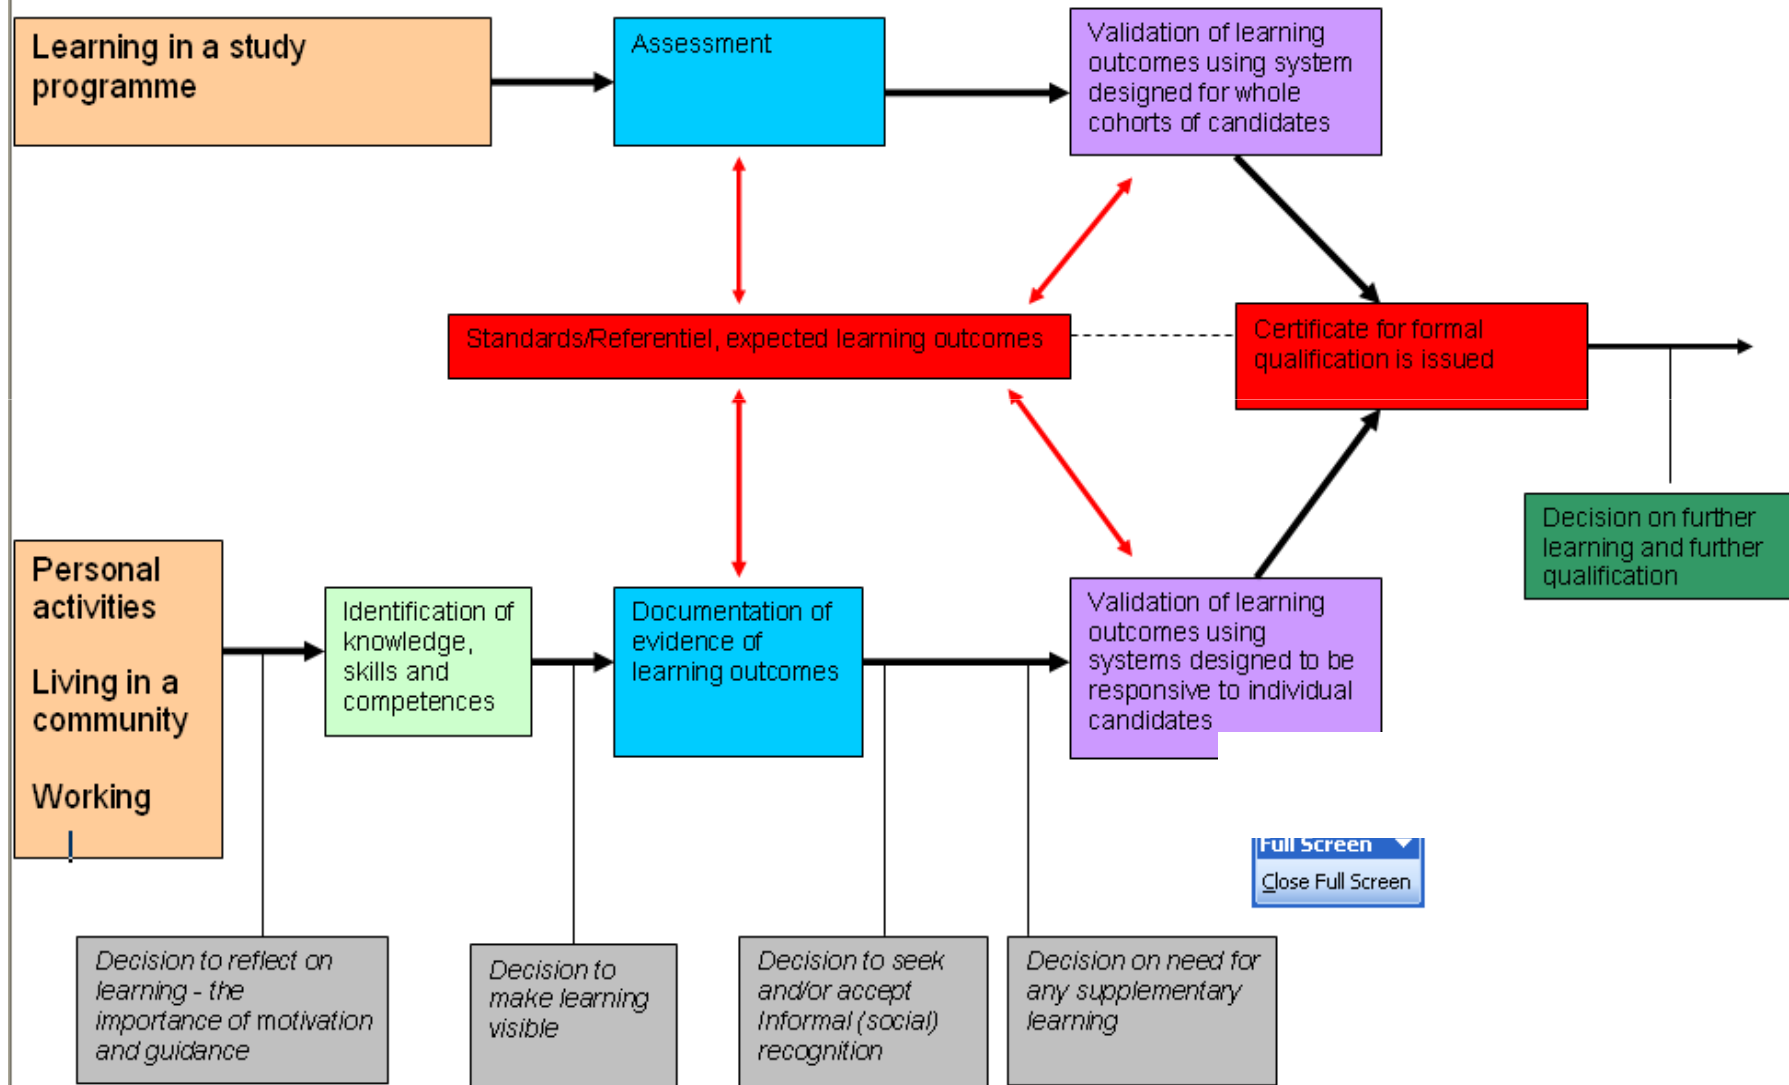 Learning in a study
programme
Assessment
Validation of learning
outcomes using system
designed for whole
cohorts of candidates
Standards/Referentiel, expected learning outcomes
Certificate for formal
qualification is issued
Decision on further
learning and further
qualification
Personal
activities
Living in a
community
Working
Identification of
knowledge,
skills and
competences
Documentation of
evidence of
learning outcomes
Validation of learning
outcomes using
systems designed to be
responsive to individual
candidates
Full Screen
Close Full Screen
Decision to reflect on
learning - the
importance of motivation
and guidance
Decision to
make learning
visible
Decision to seek
and/or accept
Informal (social)
recognition
Decision on need for
any supplementary
learning